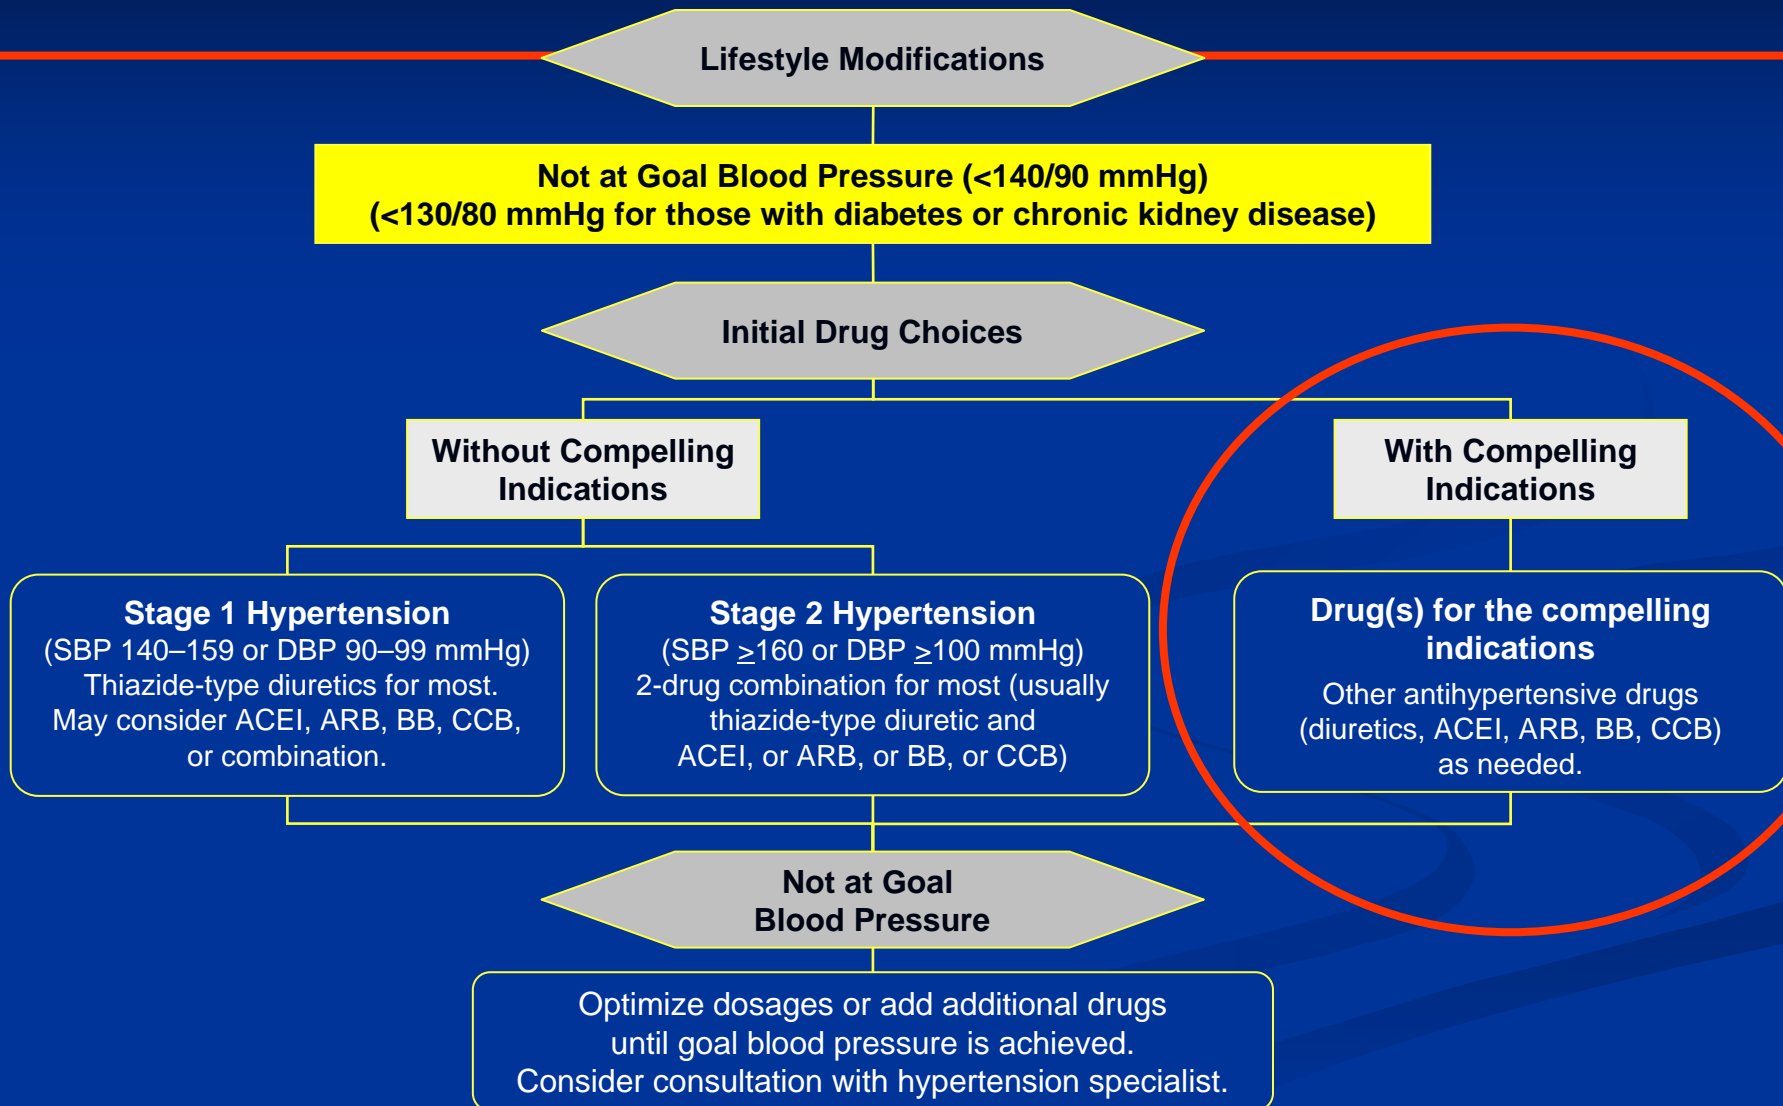 Lifestyle Modifications
Not at Goal Blood Pressure (<140/90 mmHg)
(<130/80 mmHg for those with diabetes or chronic kidney disease)
Initial Drug Choices
Without Compelling
Indications
With Compelling
Indications
Stage 1 Hypertension
(SBP 140–159 or DBP 90–99 mmHg)
Thiazide-type diuretics for most.
May consider ACEI, ARB, BB, CCB,
or combination.
Stage 2 Hypertension
(SBP ≥160 or DBP ≥100 mmHg)
2-drug combination for most (usually
thiazide-type diuretic and
ACEI, or ARB, or BB, or CCB)
Drug(s) for the compelling
indications
Other antihypertensive drugs
(diuretics, ACEI, ARB, BB, CCB)
as needed.
Not at Goal
Blood Pressure
Optimize dosages or add additional drugs
until goal blood pressure is achieved.
Consider consultation with hypertension specialist.